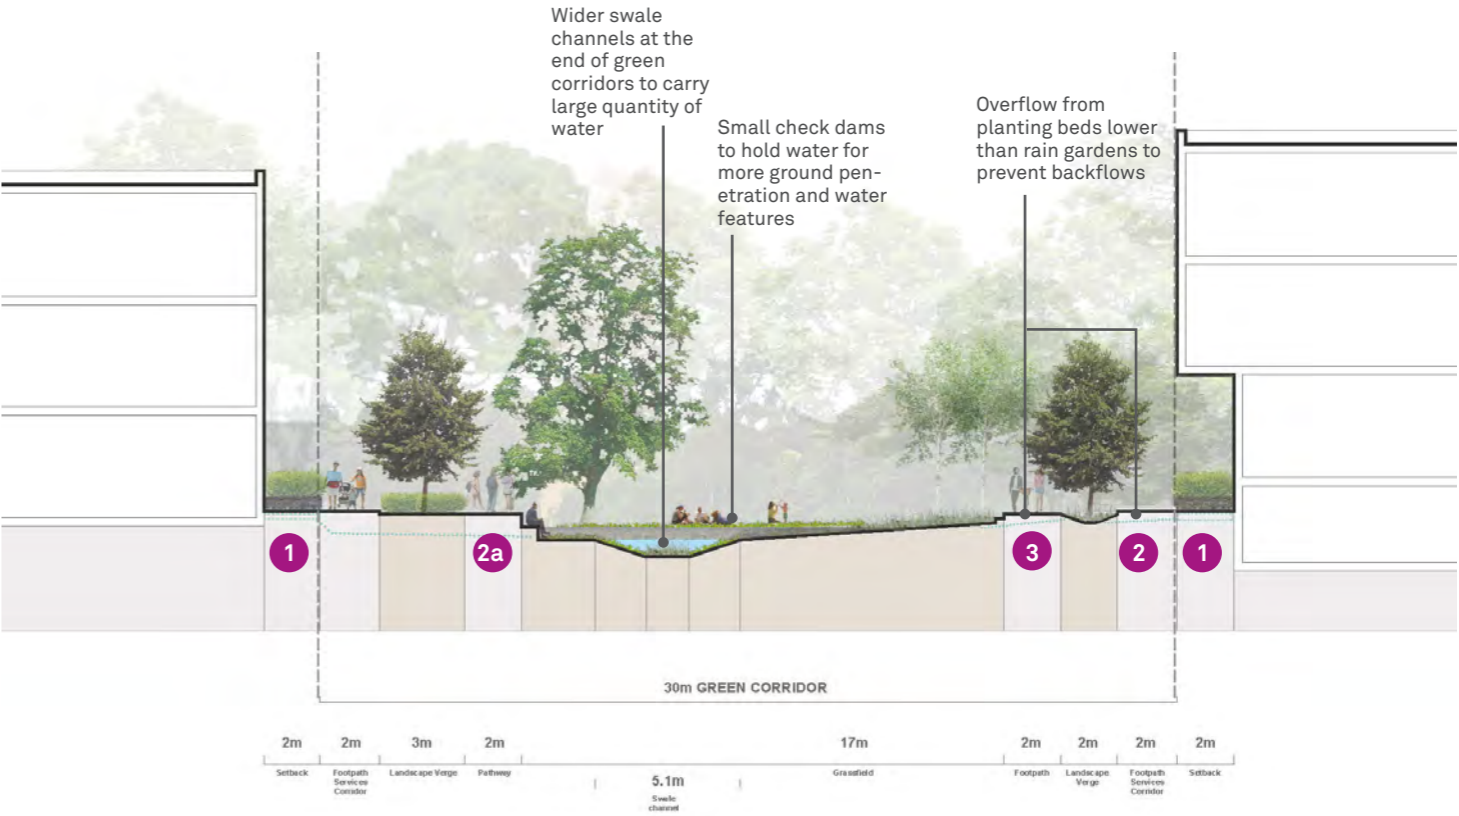 Wider swale
channels at the
end of green
corridors to carry
large quantity of
water
Small check dams
to hold water for
more ground pen-
etration and water
features
Overflow from
planting beds lower
than rain gardens to
prevent backflows
1
2a
3
2
1
30m GREEN CORRIDOR
2m
2m
3m
2m
17m
2m
2m
2m
2m
Setback
Footpath
Services
Corridor
Landscape Verge
Pathway
5.1m
Swale
channel
Grassfield
Footpath
Landscape
Verge
Footpath
Services
Corridor
Setback